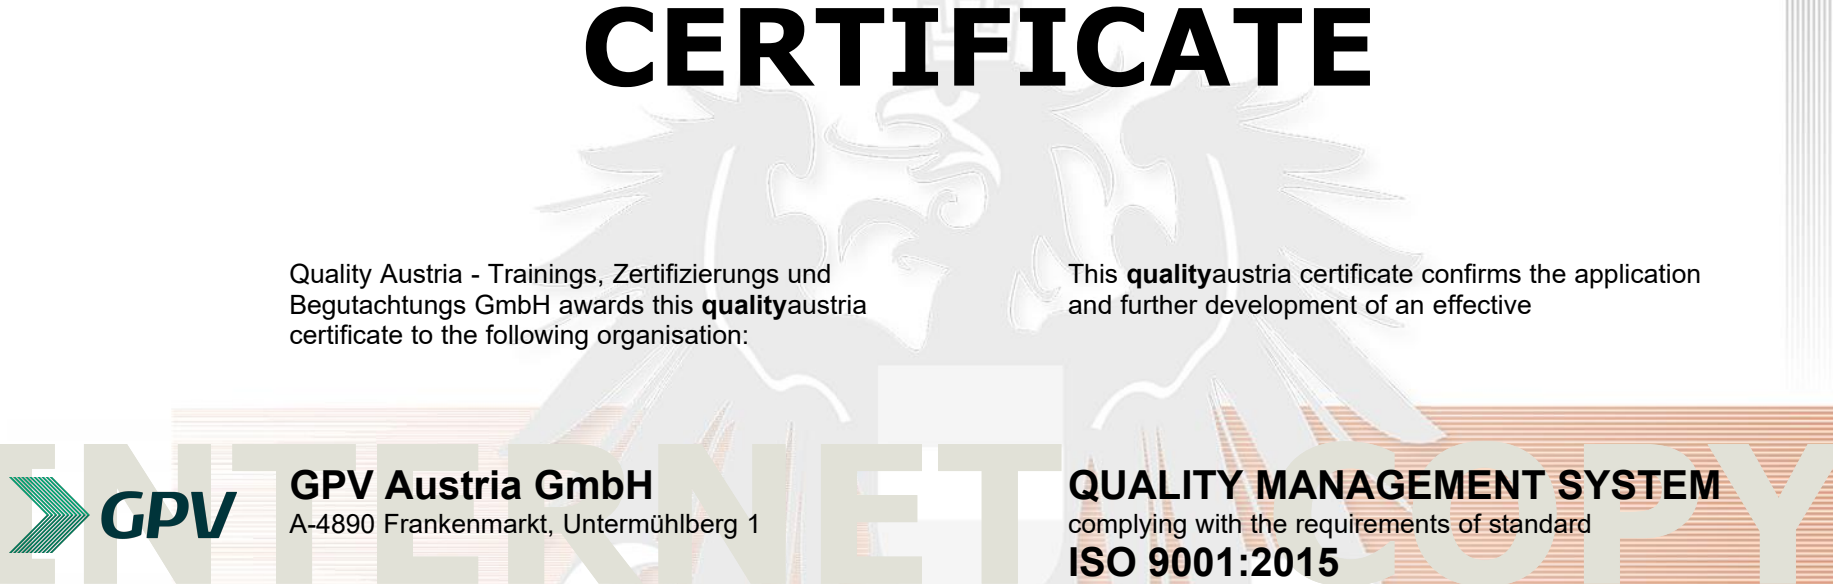 CERTIFICATE
Quality Austria - Trainings, Zertifizierungs und
Begutachtungs GmbH awards this qualityaustria
certificate to the following organisation:
This qualityaustria certificate confirms the application
and further development of an effective
INTERNET COPY
GPV
GPV Austria GmbH
A-4890 Frankenmarkt, Untermühlberg 1
QUALITY MANAGEMENT SYSTEM
complying with the requirements of standard
ISO 9001:2015